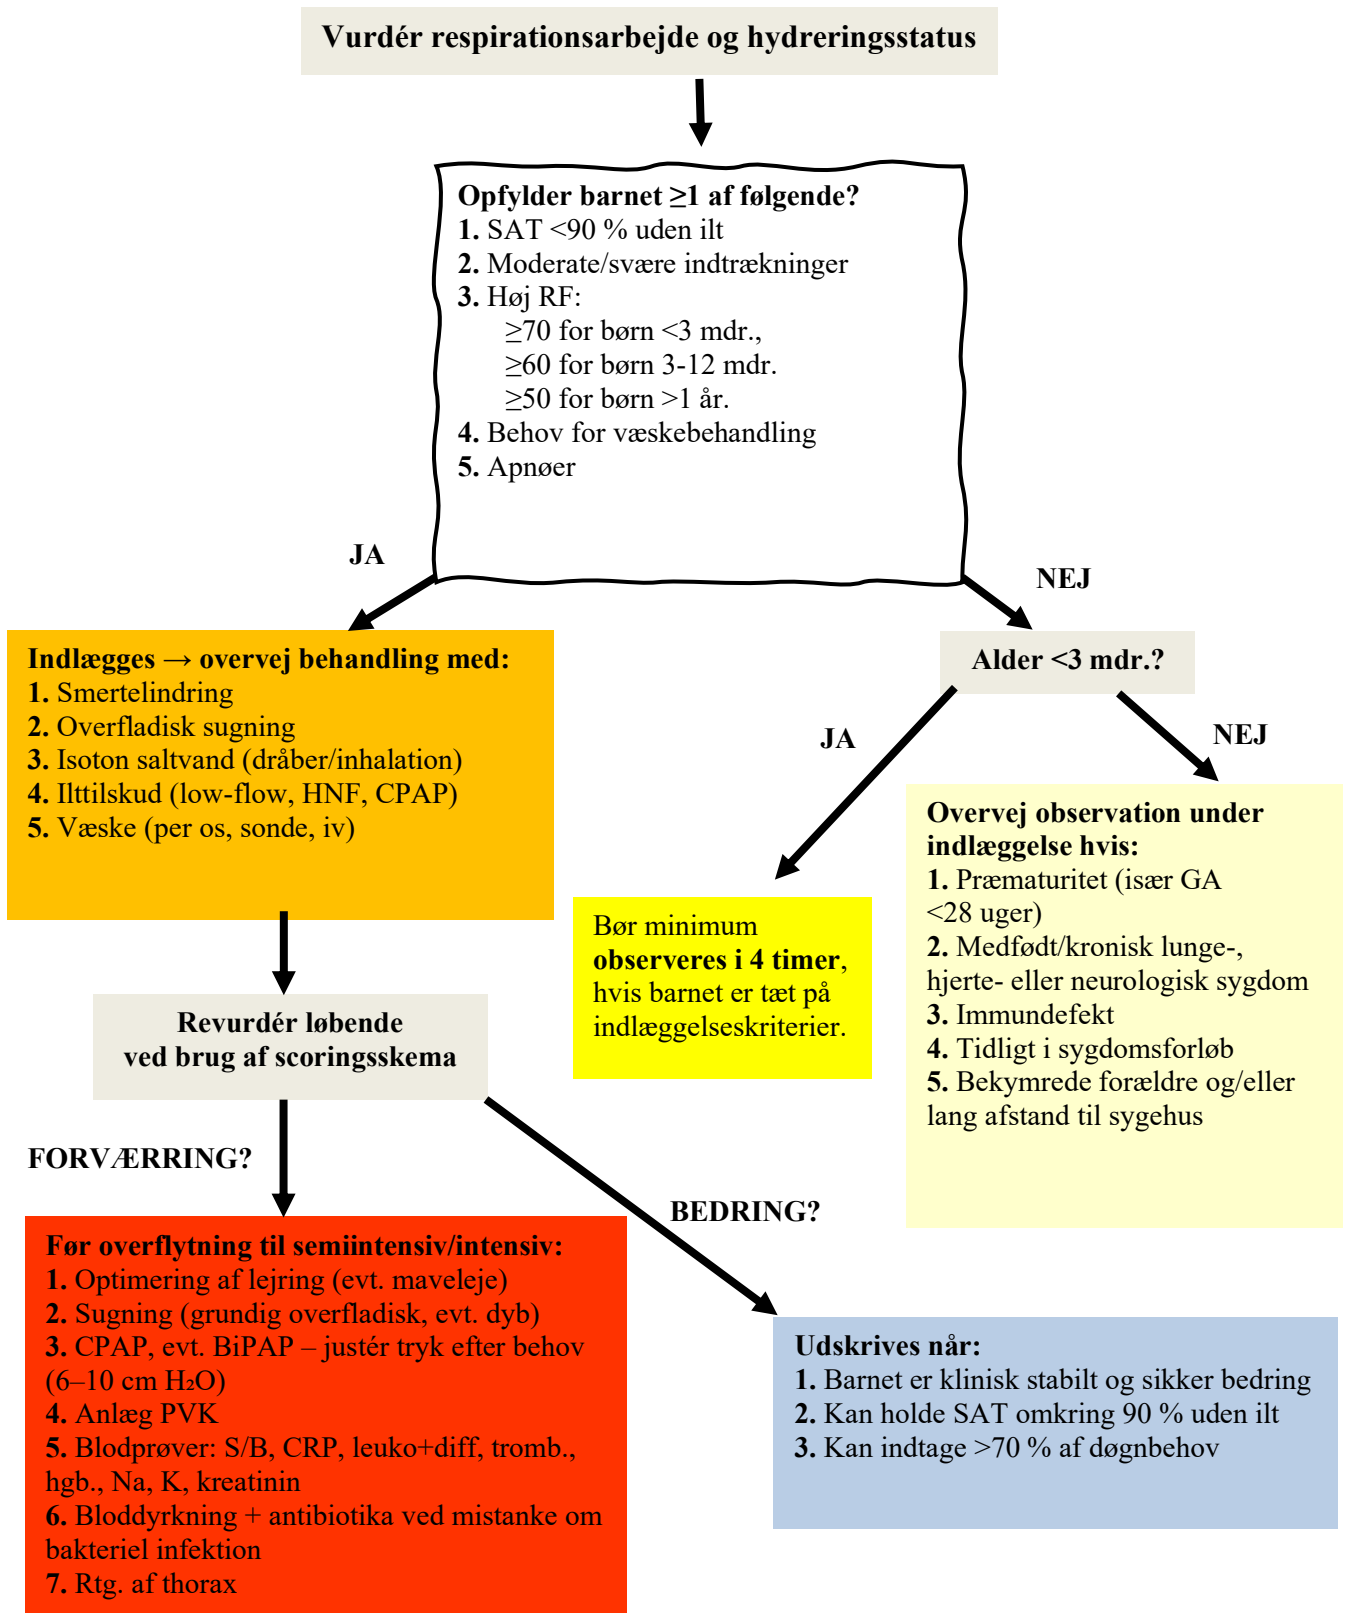 Vurdér respirationsarbejde og hydreringsstatus
Opfylder barnet ≥1 af følgende?
1. SAT <90 % uden ilt
2. Moderate/svære indtrækninger
3. Høj RF:
≥70 for børn <3 mdr.,
≥60 for børn 3-12 mdr.
≥50 for børn >1 år.
4. Behov for væskebehandling
5. Apnøer
JA
NEJ
Indlægges → overvej behandling med:
1. Smertelindring
2. Overfladisk sugning
3. Isoton saltvand (dråber/inhalation)
4. Ilttilskud (low-flow, HNF, CPAP)
5. Væske (per os, sonde, iv)
Alder <3 mdr.?
JA
NEJ
Bør minimum
observeres i 4 timer,
hvis barnet er tæt på
indlæggelseskriterier.
Overvej observation under
indlæggelse hvis:
1. Præmaturitet (især GA
<28 uger)
2. Medfødt/kronisk lunge-,
hjerte- eller neurologisk sygdom
3. Immundefekt
4. Tidligt i sygdomsforløb
5. Bekymrede forældre og/eller
lang afstand til sygehus
Revurdér løbende
ved brug af scoringsskema
FORVÆRRING?
BEDRING?
Før overflytning til semiintensiv/intensiv:
1. Optimering af lejring (evt. maveleje)
2. Sugning (grundig overfladisk, evt. dyb)
3. CPAP, evt. BiPAP – justér tryk efter behov
(6–10 cm H₂O)
4. Anlæg PVK
5. Blodprøver: S/B, CRP, leuko+diff, tromb.,
hgb., Na, K, kreatinin
6. Bloddyrkning + antibiotika ved mistanke om
bakteriel infektion
7. Rtg. af thorax
Udskrives når:
1. Barnet er klinisk stabilt og sikker bedring
2. Kan holde SAT omkring 90 % uden ilt
3. Kan indtage >70 % af døgnbehov